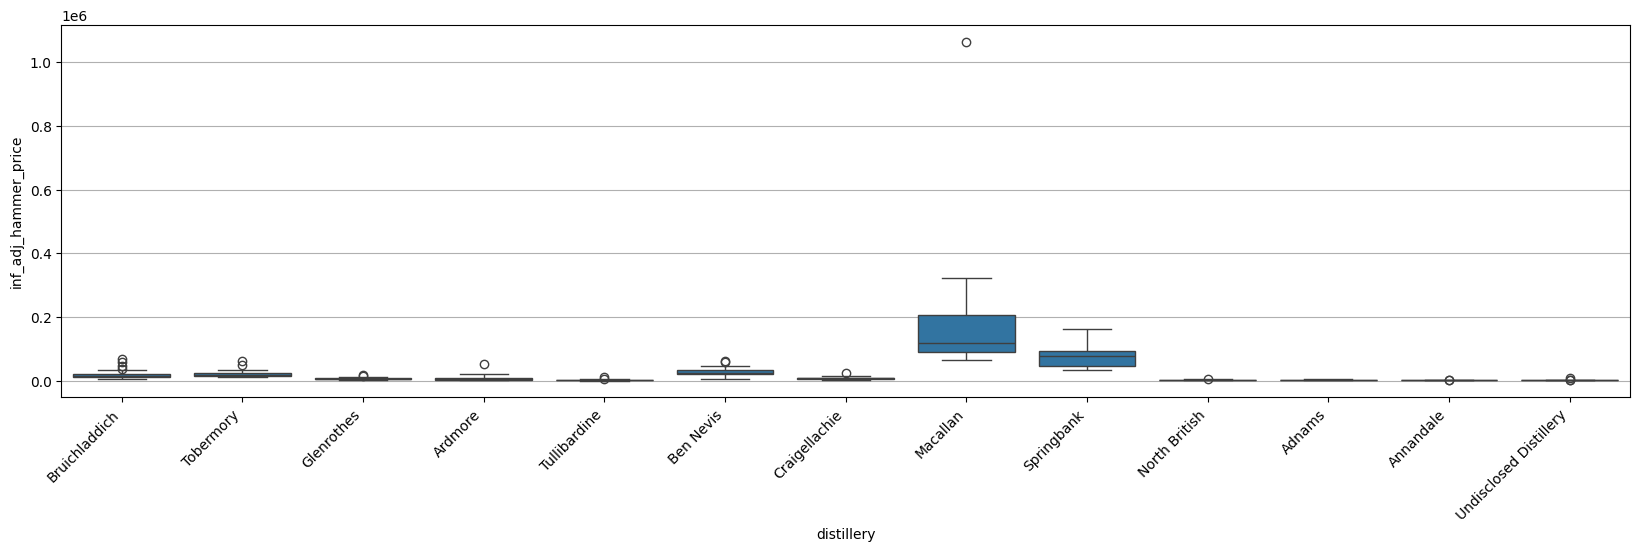 1e6
inf_adj_hammer_price
1.0
0.8
0.6
0.4
0.2
0.0
Bruichladdich
Tobermory
Glenrothes
Ardmore
Tullibardine
Ben Nevis
Craigellachie
Macallan
Springbank
North British
Adnams
Annandale
Undisclosed Distillery
distillery